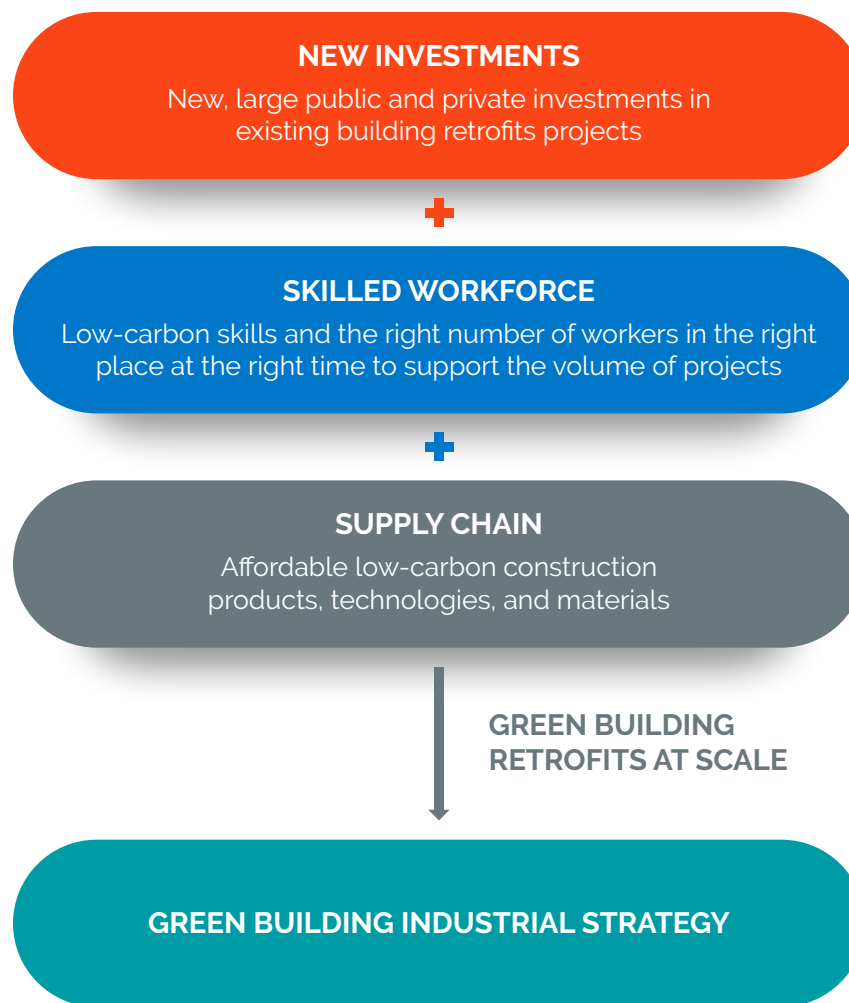 NEW INVESTMENTS
New, large public and private investments in
existing building retrofits projects
SKILLED WORKFORCE
Low-carbon skills and the right number of workers in the right
place at the right time to support the volume of projects
SUPPLY CHAIN
Affordable low-carbon construction
products, technologies, and materials
GREEN BUILDING
RETROFITS AT SCALE
GREEN BUILDING INDUSTRIAL STRATEGY